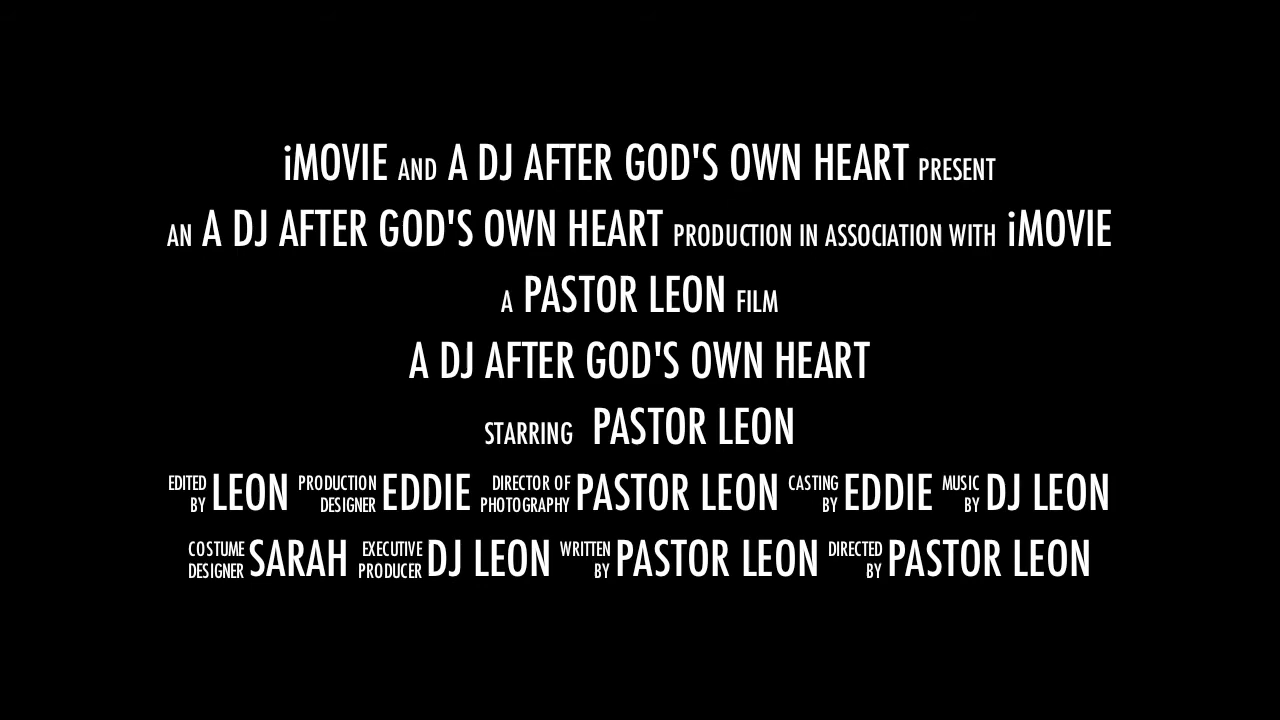 iMOVIE AND A DJ AFTER GOD'S OWN HEART PRESENT
AN A DJ AFTER GOD'S OWN HEART PRODUCTION IN ASSOCIATION WITH iMOVIE
A PASTOR LEON FILM
A DJ AFTER GOD'S OWN HEART
STARRING PASTOR LEON
EDITED BY LEON PRODUCTION DESIGNER EDDIE DIRECTOR OF PHOTOGRAPHY PASTOR LEON CASTING BY EDDIE MUSIC BY DJ LEON
COSTUME DESIGNER SARAH EXECUTIVE PRODUCER DJ LEON WRITTEN BY PASTOR LEON DIRECTED BY PASTOR LEON